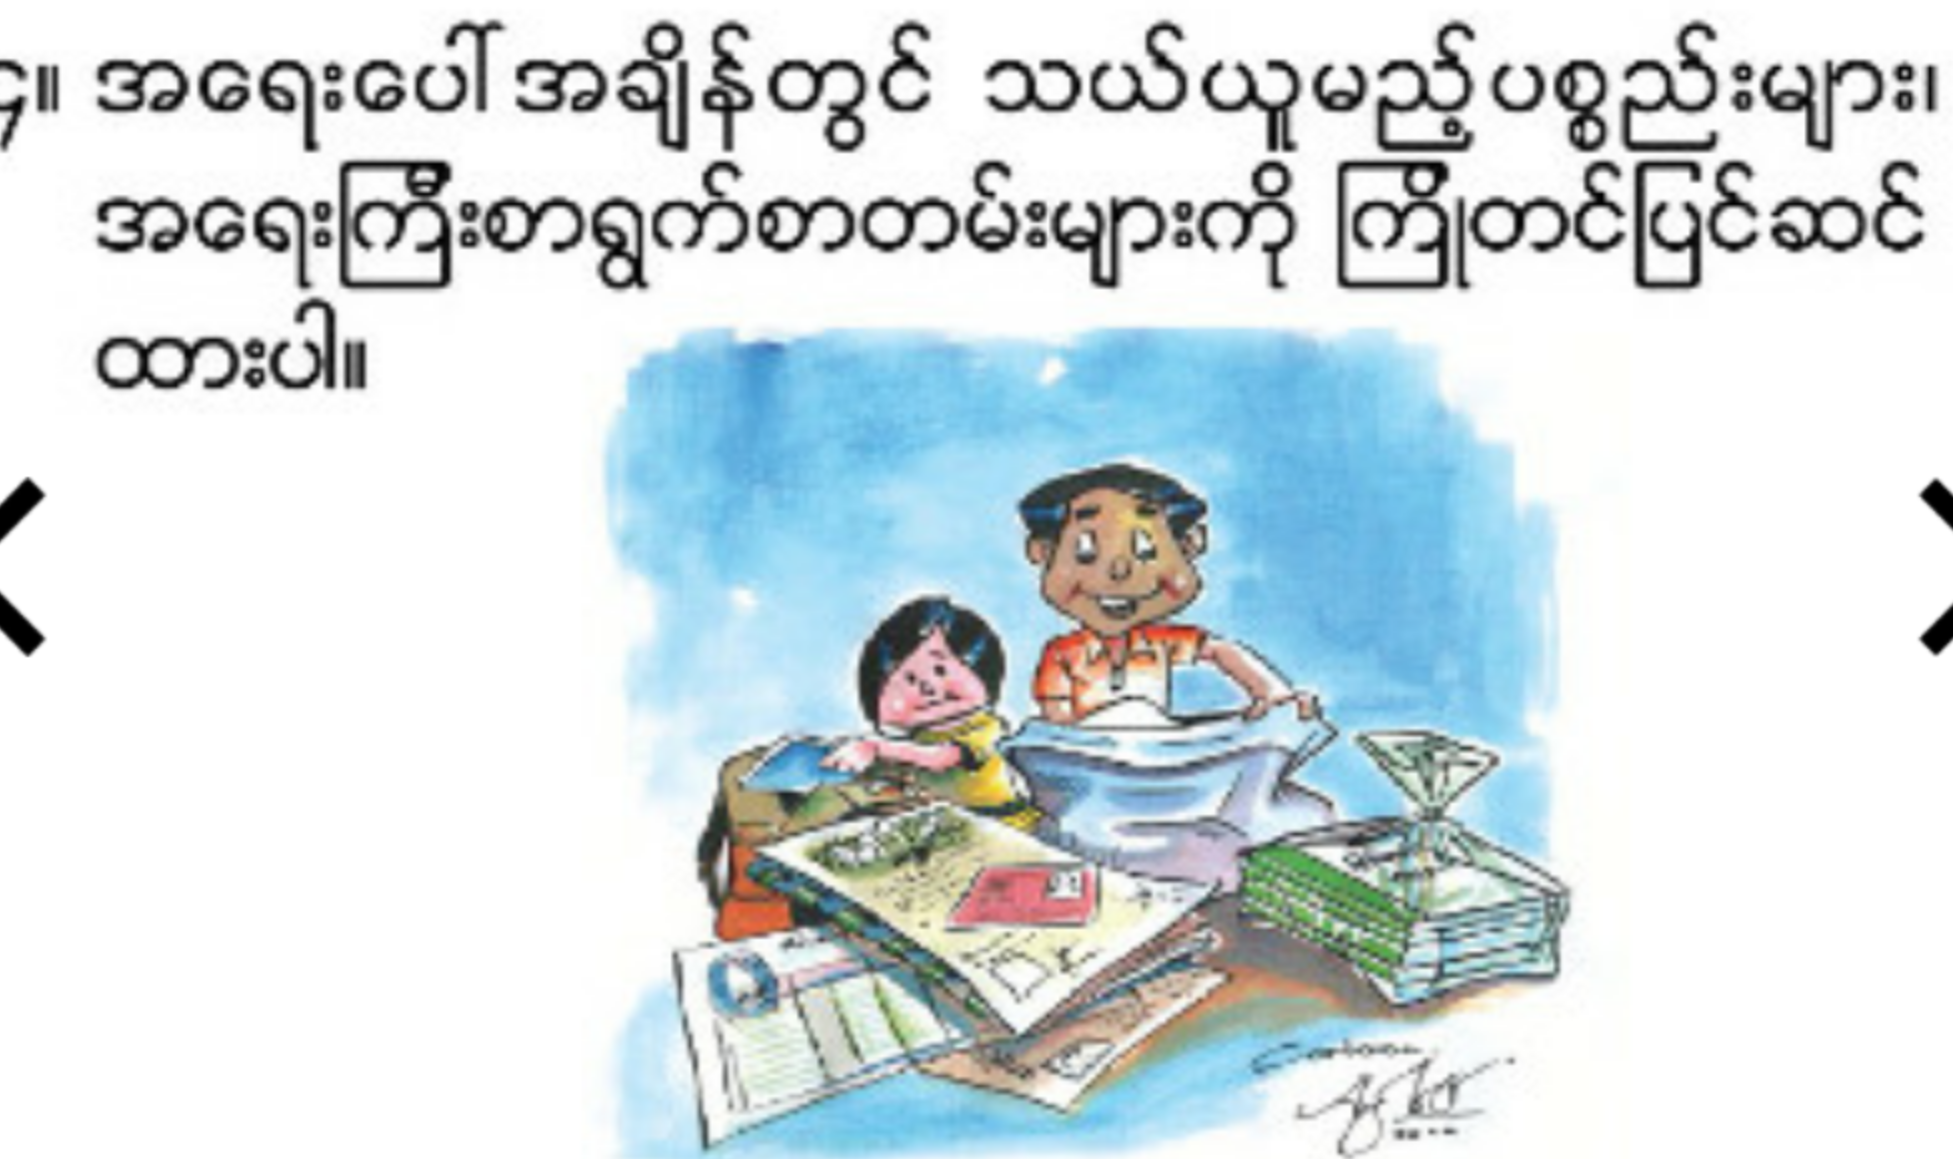 ၄။ အရေးပေါ်အချိန်တွင် သယ်ယူမည့်ပစ္စည်းများ၊
အရေးကြီးစာရွက်စာတမ်းများကို ကြိုတင်ပြင်ဆင်
ထားပါ။
Cartoon